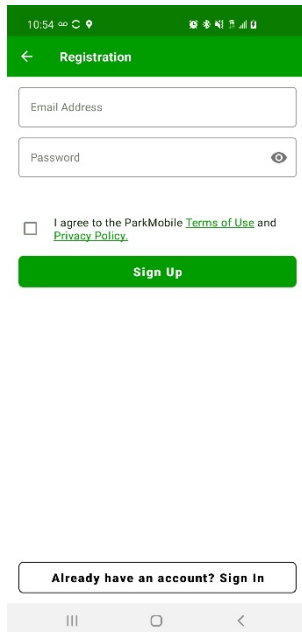 10:54
Registration
Email Address
Password
I agree to the ParkMobile Terms of Use and
Privacy Policy.
Sign Up
Already have an account? Sign In